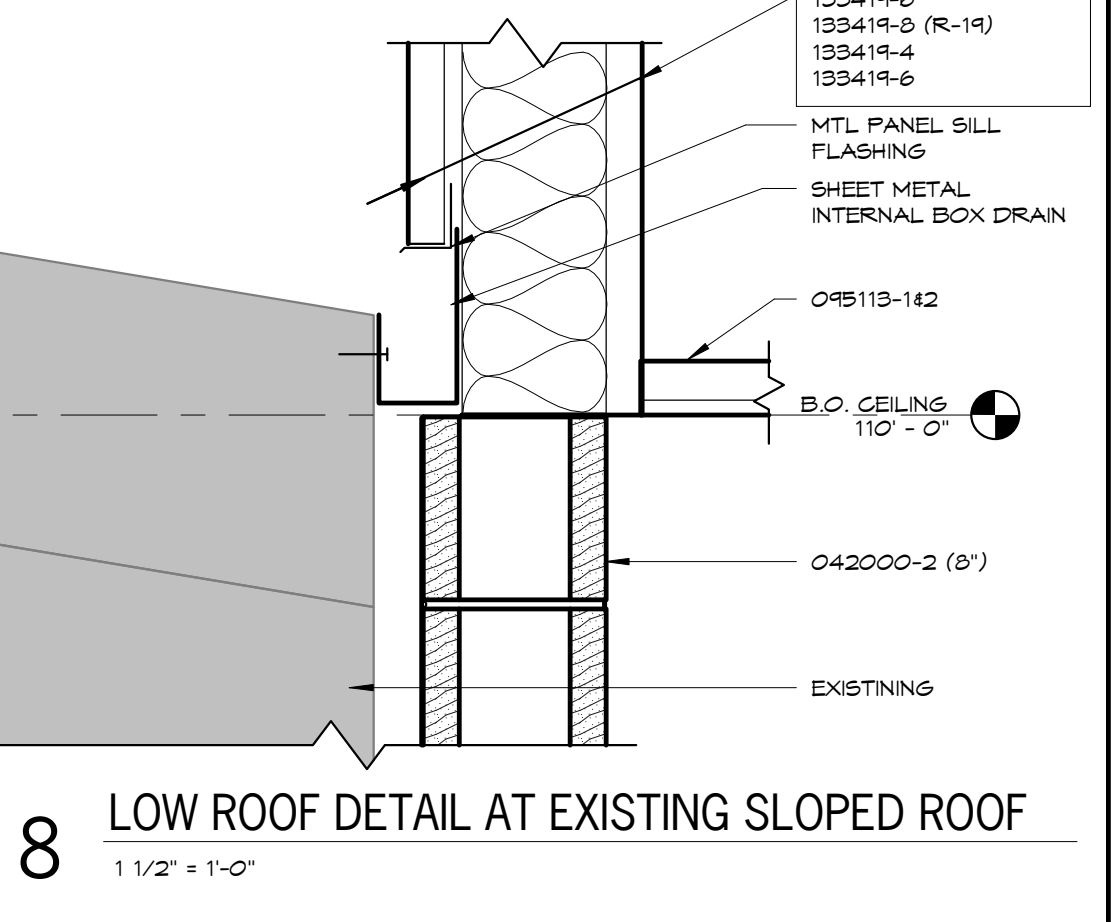 133419-8 (R-19)
133419-4
133419-6
MTL PANEL SILL
FLASHING
SHEET METAL
INTERNAL BOX DRAIN
095113-1&2
B.O. CEILING
110' - 0"
042000-2 (8")
EXISTINING
8
LOW ROOF DETAIL AT EXISTING SLOPED ROOF
1 1/2" = 1'-0"